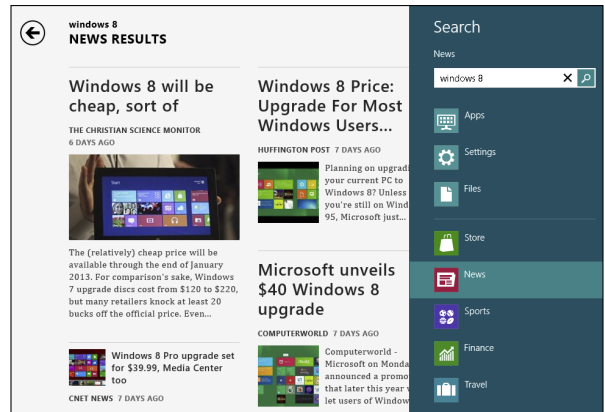 windows 8
NEWS RESULTS
Windows 8 will be
cheap, sort of
THE CHRISTIAN SCIENCE MONITOR
6 DAYS AGO
Start
The (relatively) cheap price will be
available through the end of January
2013. For comparison's sake, Windows
7 upgrade discs cost from $120 to $220,
but many retailers knock at least 20
bucks off the official price. Even...
Windows 8 Pro upgrade set
for $39.99, Media Center
too
CNET NEWS 7 DAYS AGO
Windows 8 Price:
Upgrade For Most
Windows Users...
HUFFINGTON POST 7 DAYS AGO
Planning on upgradi
your current PC to
Windows 8? Unless
you're still on Wind
95, Microsoft just...
Microsoft unveils
$40 Windows 8
upgrade
COMPUTERWORLD 7 DAYS AGO
Computerworld -
Microsoft on Monda
announced a promo
that later this year
let users of Window
Search
News
windows 8
Apps
Settings
Files
Store
News
Sports
Finance
Travel